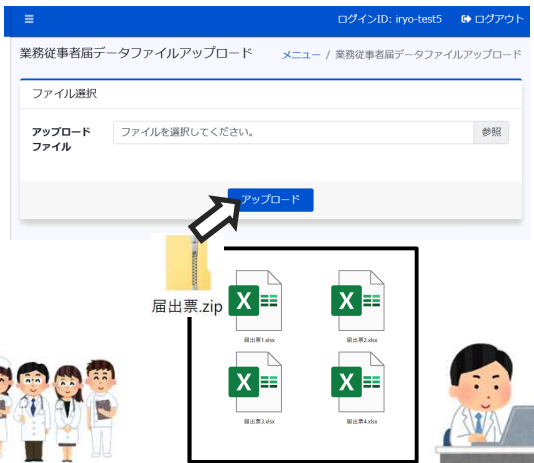 ログインID: iryo-test5 ログアウト
業務従事者届データファイルアップロード メニュー / 業務従事者届データファイルアップロード
ファイル選択
アップロード
ファイル
ファイルを選択してください。 参照
アップロード
届出票.zip
X X
届出票1.xlsx 届出票2.xlsx
X X
届出票3.xlsx 届出票4.xlsx